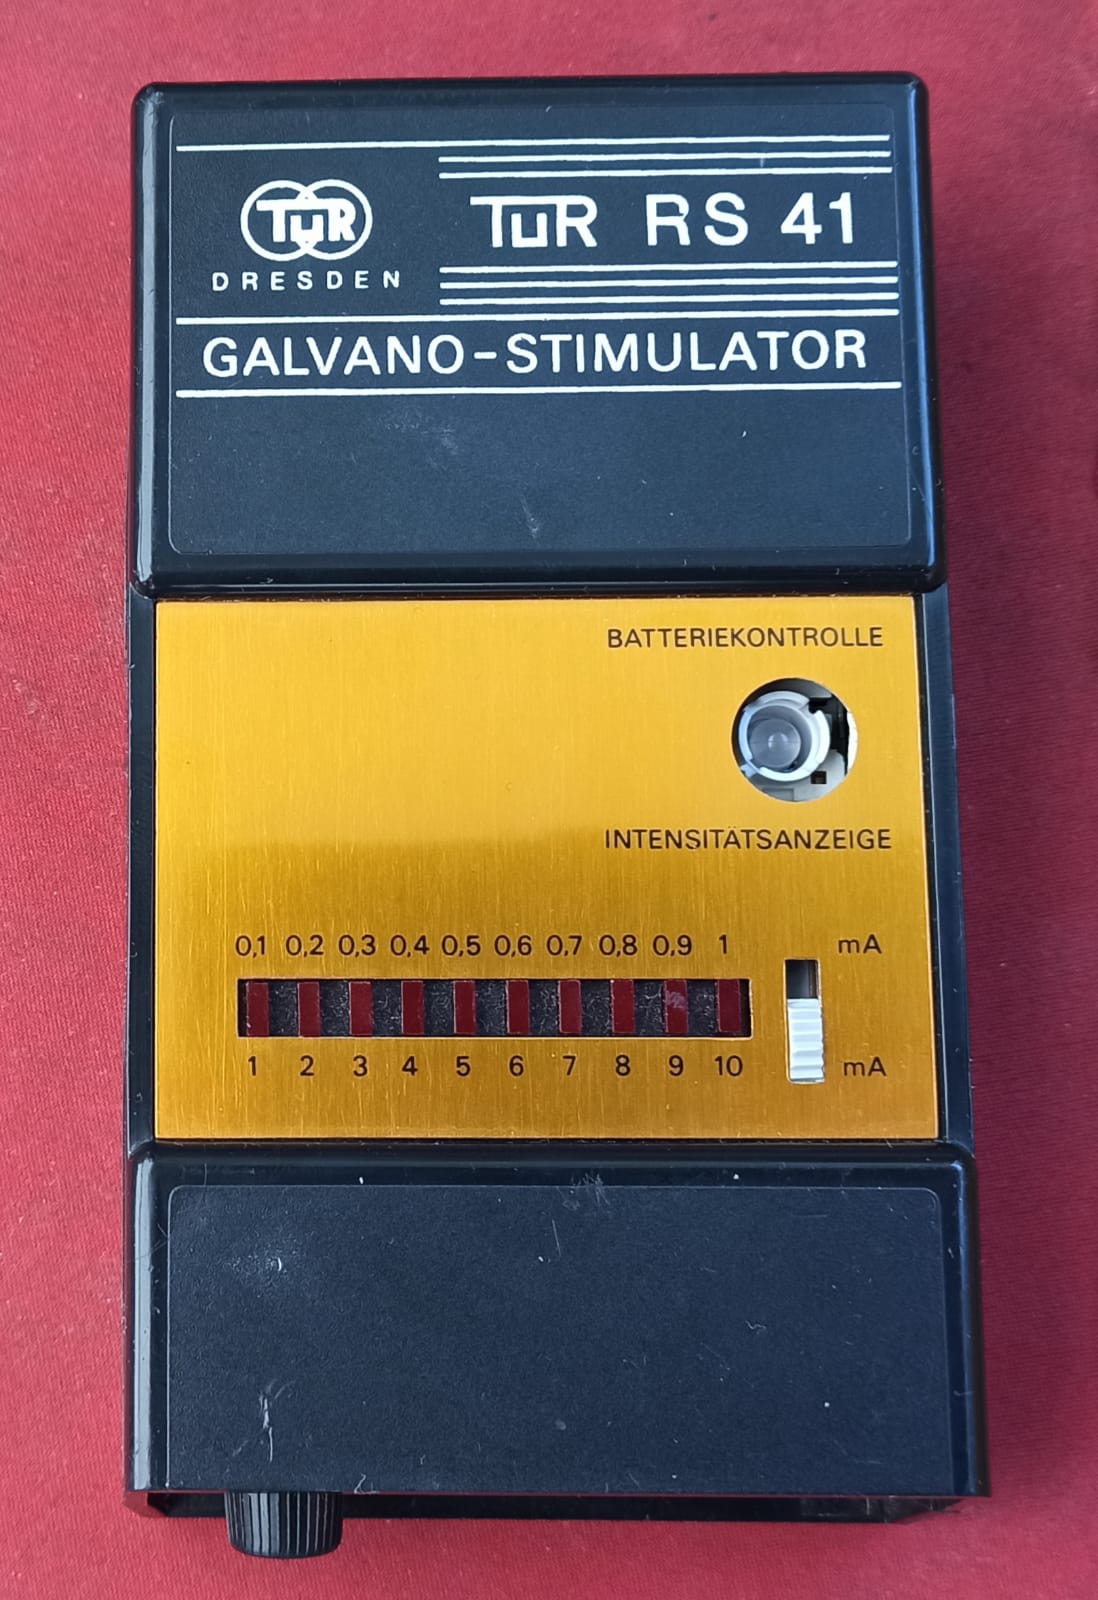 TuR
DRESDEN
TuR RS 41
GALVANO-STIMULATOR
BATTERIEKONTROLLE
INTENSITÄTSANZEIGE
0,1 0,2 0,3 0,4 0,5 0,6 0,7 0,8 0,9 1 mA
1 2 3 4 5 6 7 8 9 10 mA